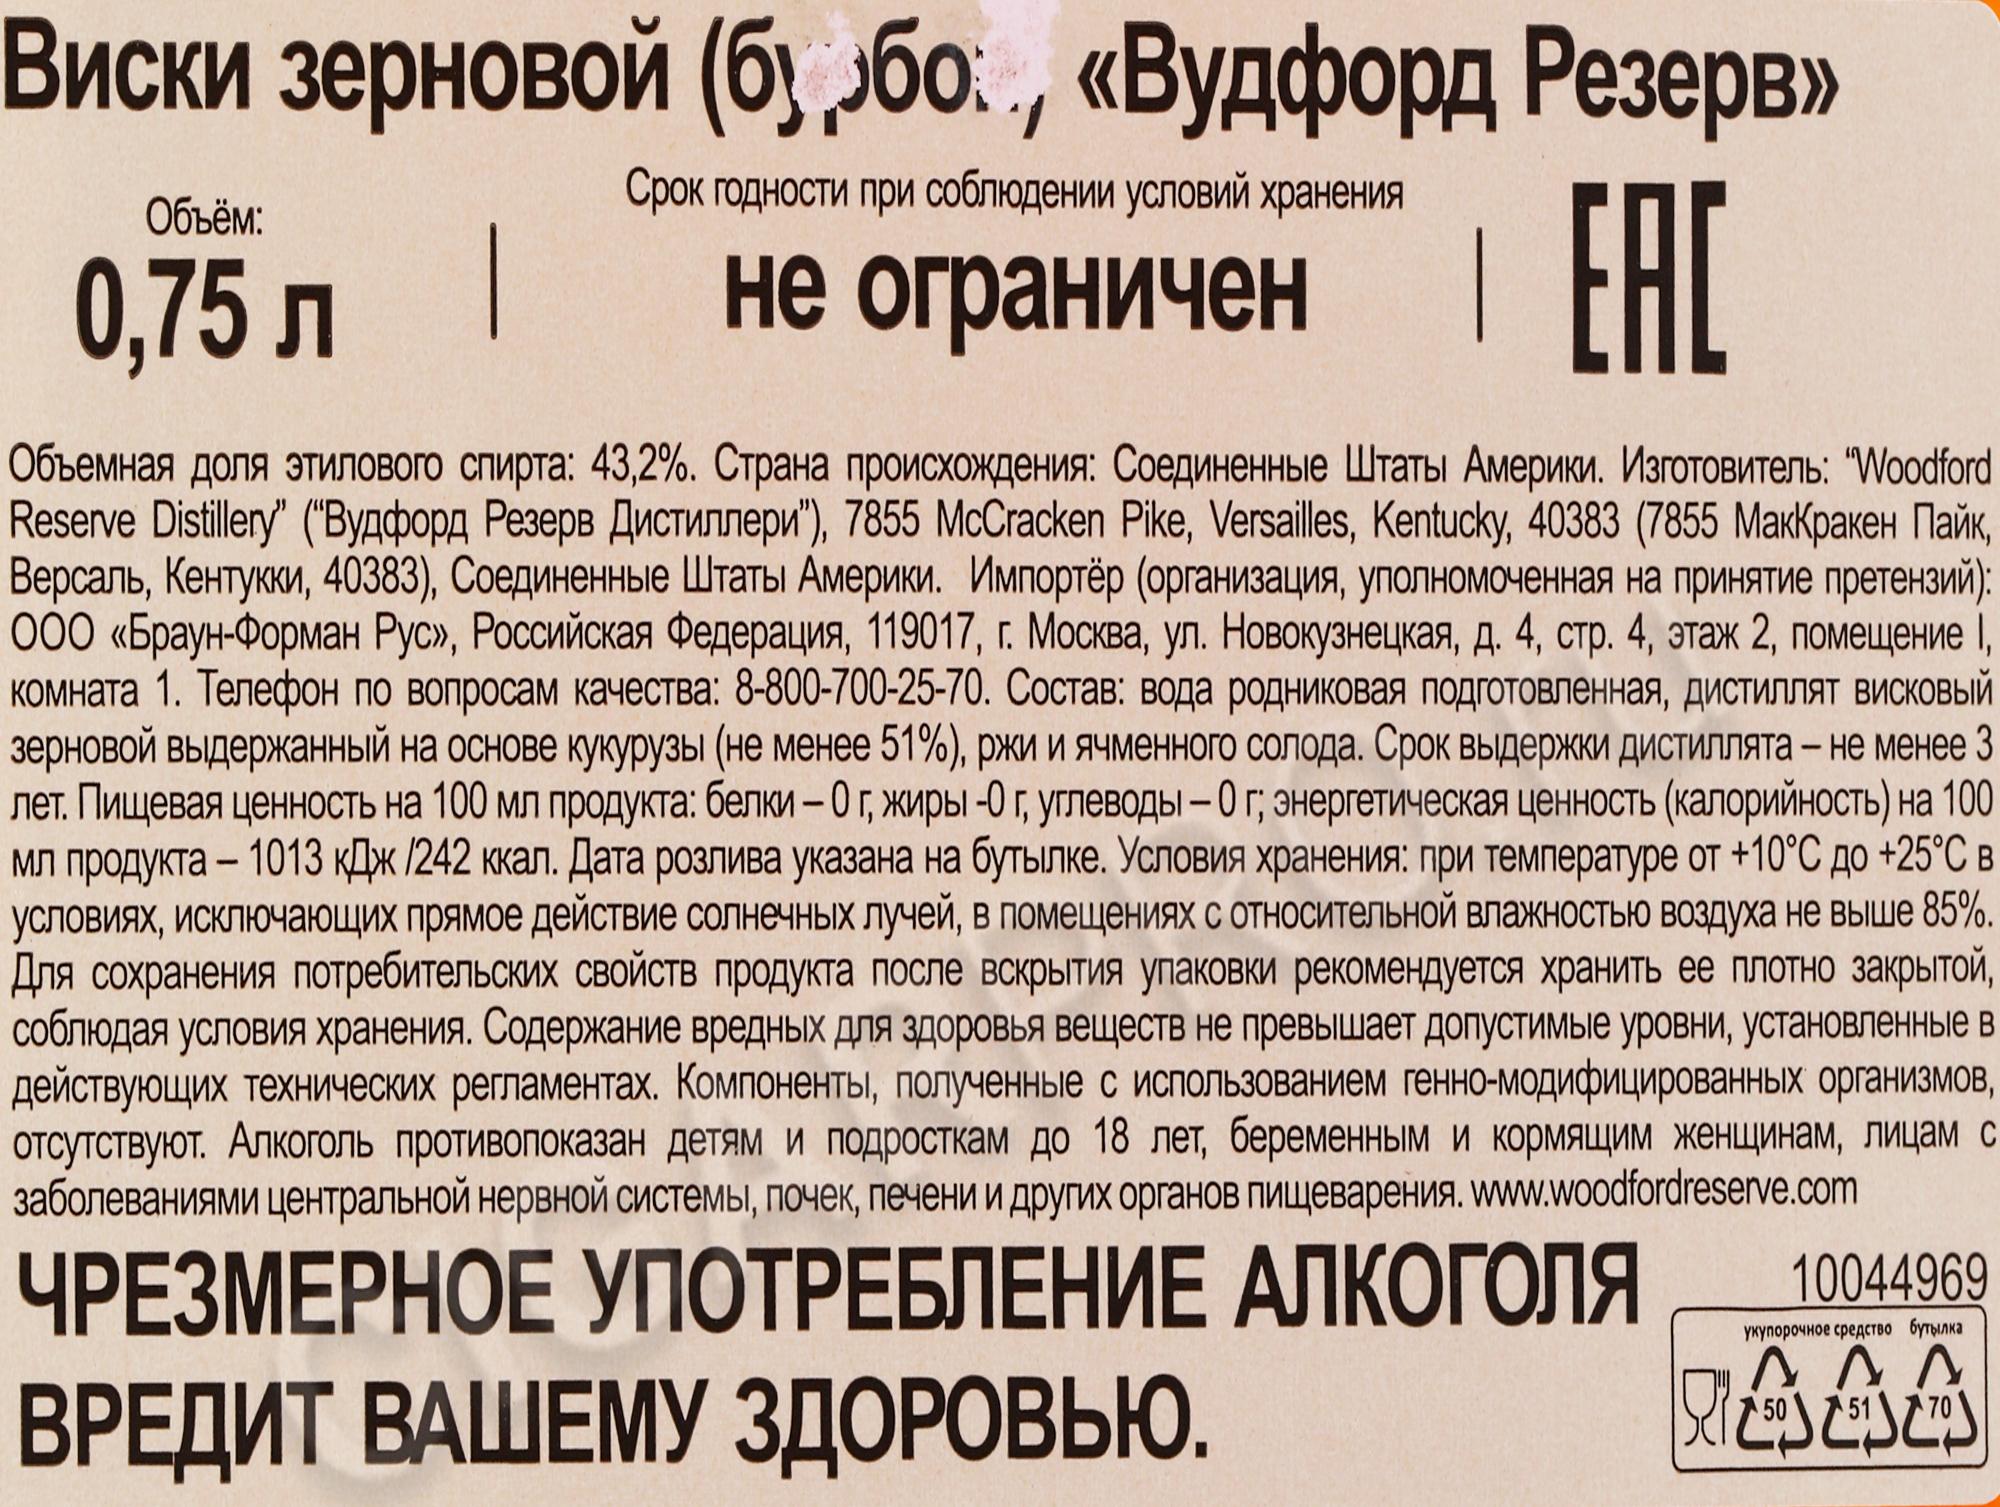 Виски зерновой «Вудфорд Резерв»
Объём:
0,75 л
Срок годности при соблюдении условий хранения
не ограничен
ЕАС
Объемная доля этилового спирта: 43,2%. Страна происхождения: Соединенные Штаты Америки. Изготовитель: “Woodford
Reserve Distillery” (“Вудфорд Резерв Дистиллери”), 7855 McCracken Pike, Versailles, Kentucky, 40383 (7855 МакКракен Пайк,
Версаль, Кентукки, 40383), Соединенные Штаты Америки. Импортёр (организация, уполномоченная на принятие претензий):
ООО «Браун-Форман Рус», Российская Федерация, 119017, г. Москва, ул. Новокузнецкая, д. 4, стр. 4, этаж 2, помещение I,
комната 1. Телефон по вопросам качества: 8-800-700-25-70. Состав: вода родниковая подготовленная, дистиллят висковый
зерновой выдержанный на основе кукурузы (не менее 51%), ржи и ячменного солода. Срок выдержки дистиллята – не менее 3
лет. Пищевая ценность на 100 мл продукта: белки – 0 г, жиры -0 г, углеводы – 0 г; энергетическая ценность (калорийность) на 100
мл продукта – 1013 кДж /242 ккал. Дата розлива указана на бутылке. Условия хранения: при температуре от +10°С до +25°С в
условиях, исключающих прямое действие солнечных лучей, в помещениях с относительной влажностью воздуха не выше 85%.
Для сохранения потребительских свойств продукта после вскрытия упаковки рекомендуется хранить ее плотно закрытой,
соблюдая условия хранения. Содержание вредных для здоровья веществ не превышает допустимые уровни, установленные в
действующих технических регламентах. Компоненты, полученные с использованием генно-модифицированных организмов,
отсутствуют. Алкоголь противопоказан детям и подросткам до 18 лет, беременным и кормящим женщинам, лицам с
заболеваниями центральной нервной системы, почек, печени и других органов пищеварения. www.woodfordreserve.com
ЧРЕЗМЕРНОЕ УПОТРЕБЛЕНИЕ АЛКОГОЛЯ
ВРЕДИТ ВАШЕМУ ЗДОРОВЬЮ.
10044969
укупорочное средство бутылка
50 51 70